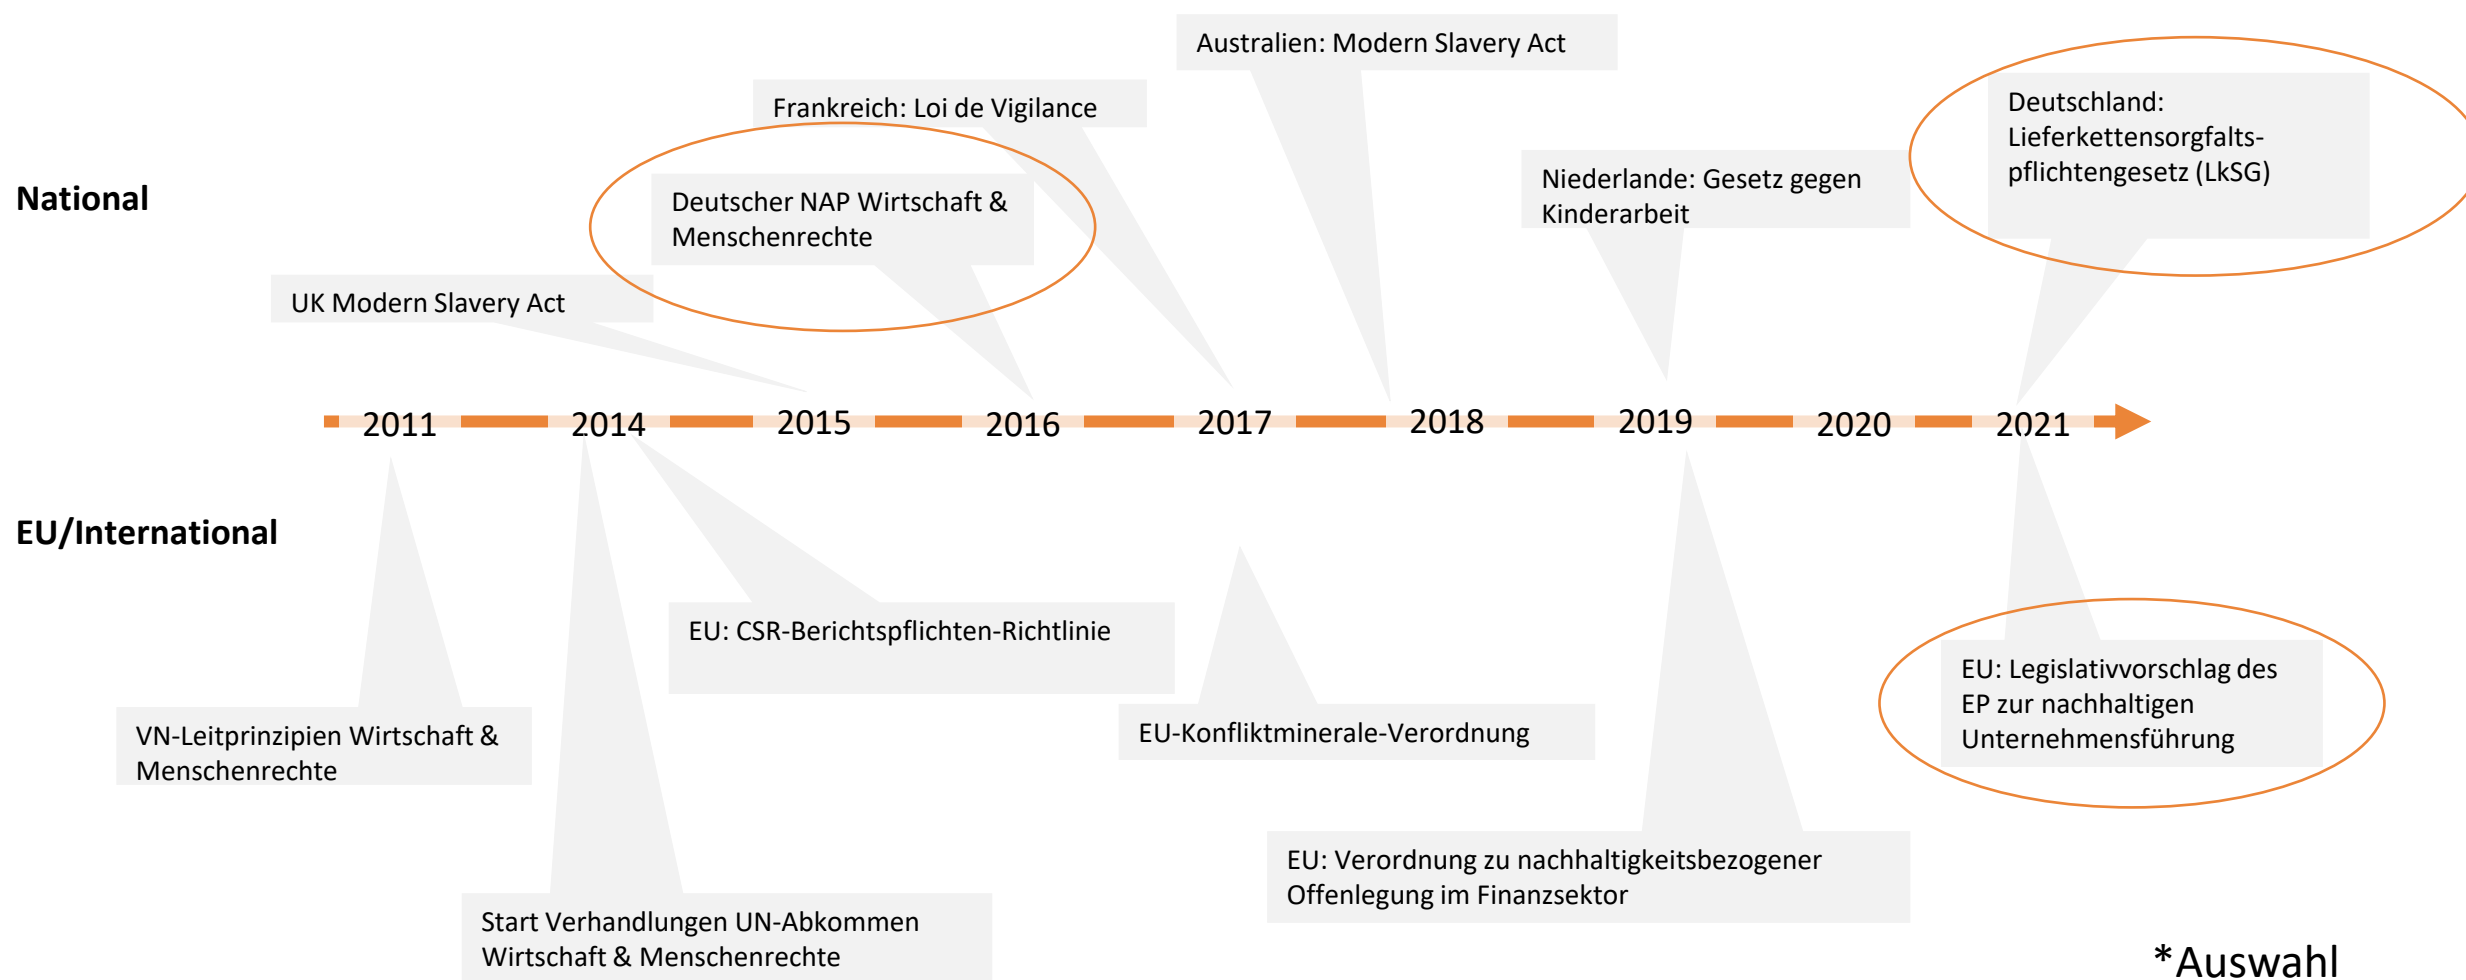 Australien: Modern Slavery Act
Frankreich: Loi de Vigilance
Deutschland:
Lieferkettensorgfalts-
pflichtengesetz (LkSG)
National
Deutscher NAP Wirtschaft &
Menschenrechte
Niederlande: Gesetz gegen
Kinderarbeit
UK Modern Slavery Act
2011
2014
2015
2016
2017
2018
2019
2020
2021
EU/International
EU: CSR-Berichtspflichten-Richtlinie
VN-Leitprinzipien Wirtschaft &
Menschenrechte
EU-Konfliktminerale-Verordnung
EU: Legislativvorschlag des
EP zur nachhaltigen
Unternehmensführung
EU: Verordnung zu nachhaltigkeitsbezogener
Offenlegung im Finanzsektor
Start Verhandlungen UN-Abkommen
Wirtschaft & Menschenrechte
*Auswahl